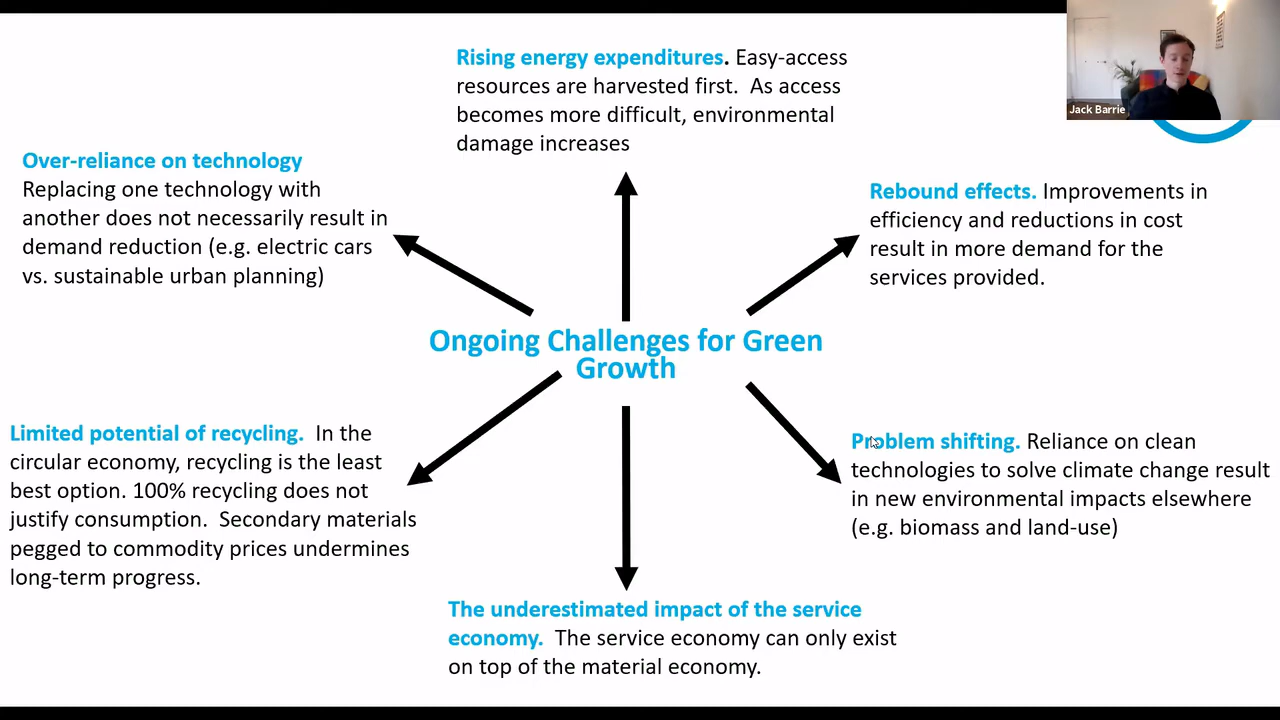 Rising energy expenditures. Easy-access
resources are harvested first.  As access
becomes more difficult, environmental
damage increases
Jack Barrie
Over-reliance on technology
Replacing one technology with
another does not necessarily result in
demand reduction (e.g. electric cars
vs. sustainable urban planning)
Rebound effects. Improvements in
efficiency and reductions in cost
result in more demand for the
services provided.
Ongoing Challenges for Green
Growth
Limited potential of recycling.  In the
circular economy, recycling is the least
best option. 100% recycling does not
justify consumption.  Secondary materials
pegged to commodity prices undermines
long-term progress.
Problem shifting. Reliance on clean
technologies to solve climate change result
in new environmental impacts elsewhere
(e.g. biomass and land-use)
The underestimated impact of the service
economy.  The service economy can only exist
on top of the material economy.